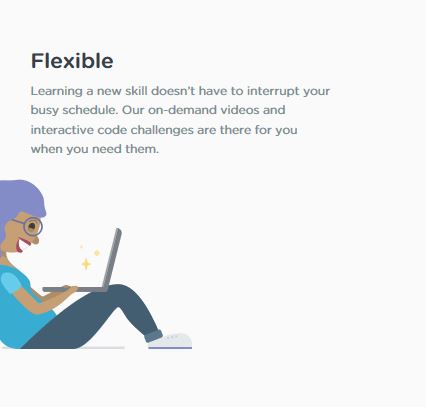 Flexible
Learning a new skill doesn't have to interrupt your
busy schedule. Our on-demand videos and
interactive code challenges are there for you
when you need them.